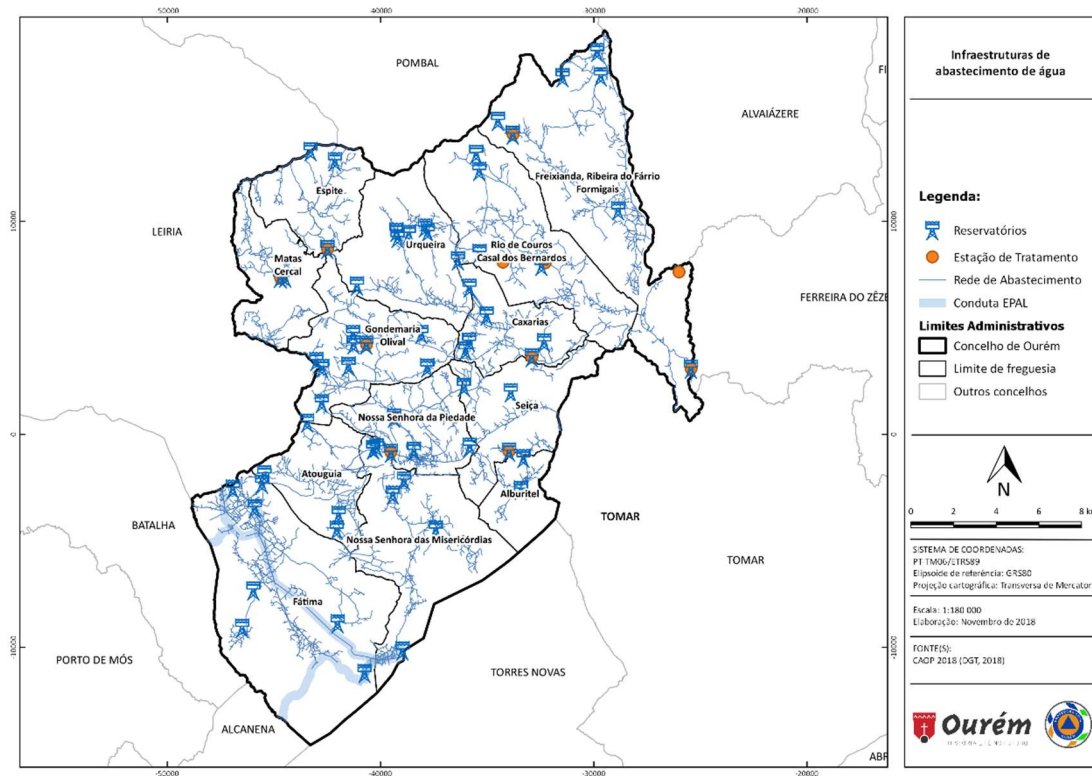 -50000 -40000 -30000 -20000
POMBAL
FI
ALVAIÁZERE
Freixianda, Ribeira do Fárrio
Formigais
Espite
10000
10000
LEIRIA
Urqueira
Rio de Couros
Casal dos Bernardos
Matas
Cercal
FERREIRA DO ZÊZE
Caxarias
Gondemaria
Olival
Seiça
Nossa Senhora da Piedade
0
0
Atouguia
Alburitel
BATALHA
TOMAR
Nossa Senhora das Misericórdias
TOMAR
Fátima
-10000
-10000
PORTO DE MÓS
TORRES NOVAS
ALCANENA
ABR
-50000 -40000 -30000 -20000
Infraestruturas de
abastecimento de água
Legenda:
Reservatórios
Estação de Tratamento
Rede de Abastecimento
Conduta EPAL
Limites Administrativos
Concelho de Ourém
Limite de freguesia
Outros concelhos
N
0 2 4 6 8 km
SISTEMA DE COORDENADAS:
PT TM06/ETRS89
Elipsoide de referência: GRS80
Projeção cartográfica: Transversa de Mercator
Escala: 1:180 000
Elaboração: Novembro de 2018
FONTE(S):
CAOP 2018 (DGT, 2018)
Ourém